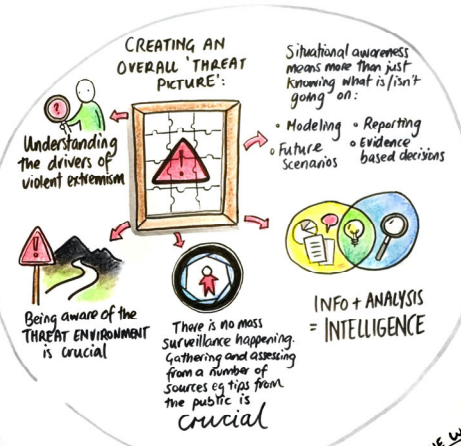 CREATING AN
OVERALL 'THREAT
PICTURE':
Situational awareness
means more than just
knowing what is/isn't
going on:
• Modeling • Reporting
• Future • Evidence
Scenarios based decisions
?
Understanding
the drivers of
violent extremism
!
!
Being aware of the
THREAT ENVIRONMENT
is crucial
There is no mass
surveillance happening.
Gathering and assessing
from a number of
sources eg tips from
the public is
crucial
INFO + ANALYSIS
= INTELLIGENCE